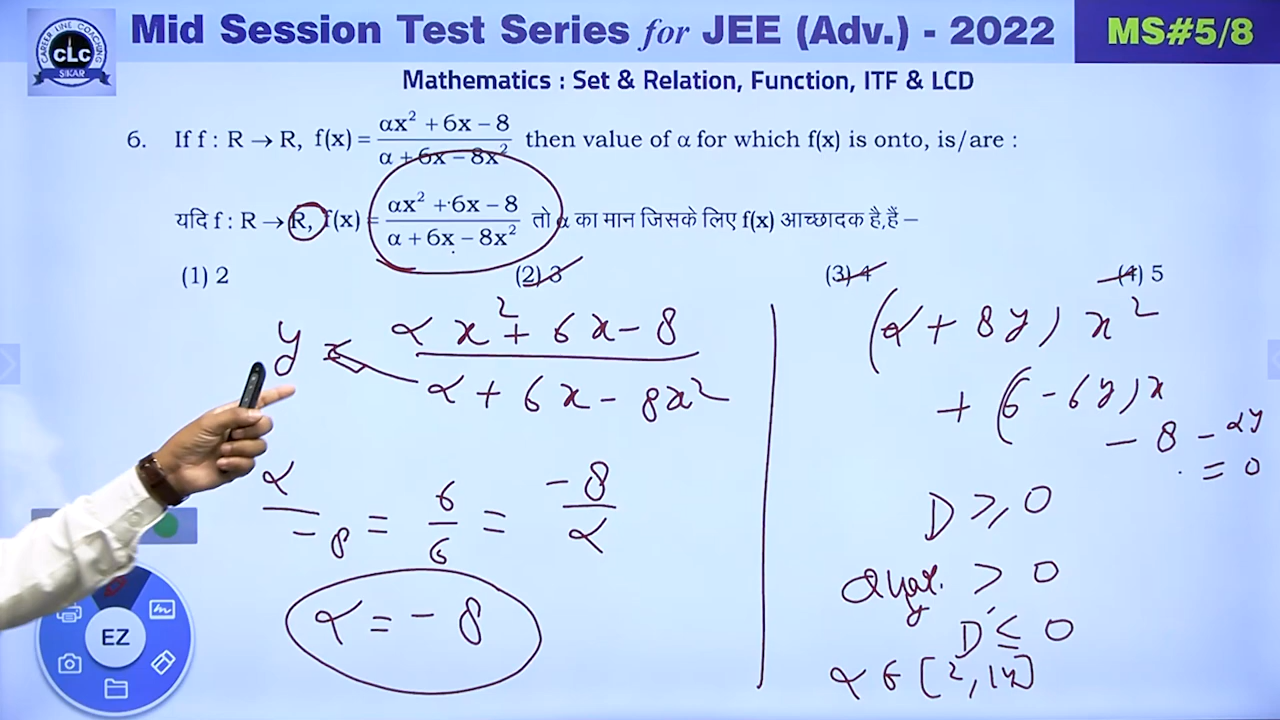 CAREER LINE COACHING
CLC
SIKAR
Mid Session Test Series for JEE (Adv.) - 2022
MS#5/8
Mathematics : Set & Relation, Function, ITF & LCD
6. If f : R → R, f(x) = (αx² + 6x − 8)/(α + 6x − 8x²) then value of α for which f(x) is onto, is/are :
यदि f : R → R, f(x) = (αx² + 6x − 8)/(α + 6x − 8x²) तो α का मान जिसके लिए f(x) आच्छादक है,हैं –
(1) 2 (2) 3 (3) 4 (4) 5
y = (α x² + 6x − 8)/(α + 6x − 8x²)
α/−8 = 6/6 = −8/α
α = − 8
(α + 8y) x²
+ (6 − 6y)x
− 8 − αy
= 0
D ≥ 0
> 0
D ≤ 0
α ∈ [2, 14]
EZ